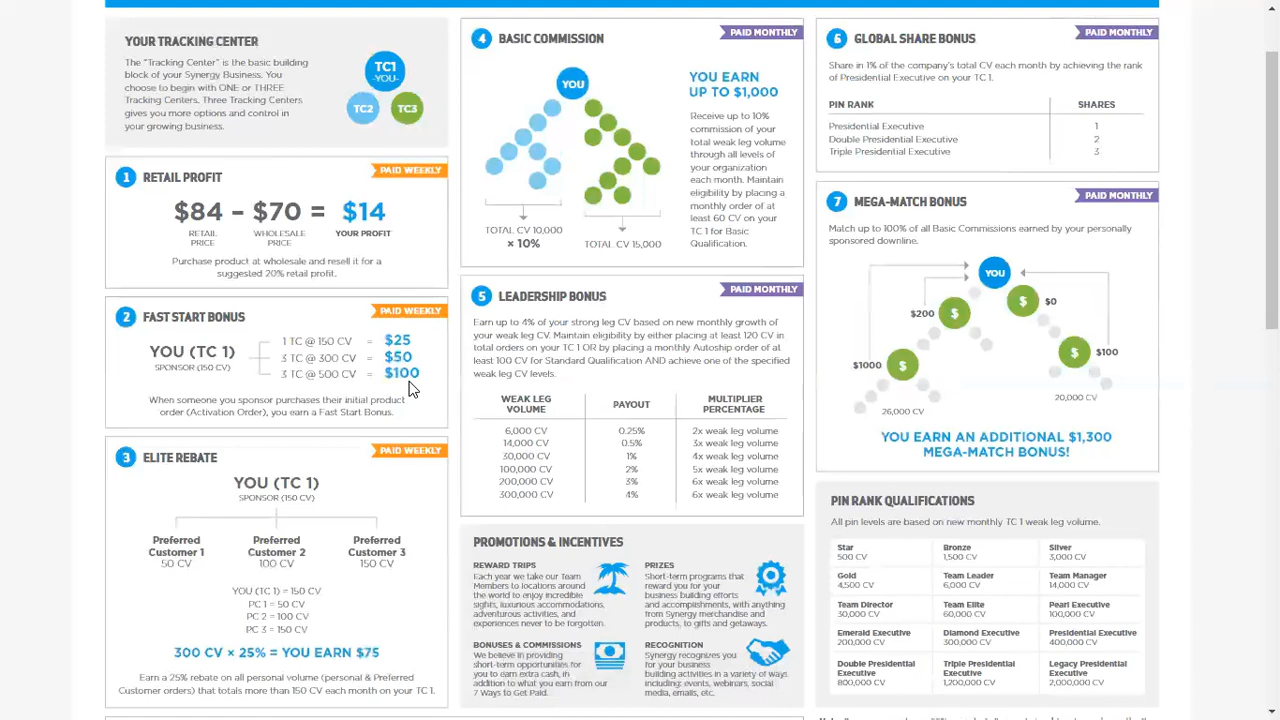 YOUR TRACKING CENTER
The "Tracking Center" is the basic building
block of your Synergy Business. You
choose to begin with ONE or THREE
Tracking Centers. Three Tracking Centers
gives you more options and control in
your growing business.
TC1
-YOU-
TC2
TC3
PAID WEEKLY
1 RETAIL PROFIT
$84 – $70 = $14
RETAIL PRICE
WHOLESALE PRICE
YOUR PROFIT
Purchase product at wholesale and resell it for a
suggested 20% retail profit.
PAID WEEKLY
2 FAST START BONUS
YOU (TC 1)
SPONSOR (150 CV)
1 TC @ 150 CV = $25
3 TC @ 300 CV = $50
3 TC @ 500 CV = $100
When someone you sponsor purchases their initial product
order (Activation Order), you earn a Fast Start Bonus.
PAID WEEKLY
3 ELITE REBATE
YOU (TC 1)
SPONSOR (150 CV)
Preferred Customer 1
50 CV
Preferred Customer 2
100 CV
Preferred Customer 3
150 CV
YOU (TC 1) = 150 CV
PC 1 = 50 CV
PC 2 = 100 CV
PC 3 = 150 CV
300 CV × 25% = YOU EARN $75
Earn a 25% rebate on all personal volume (personal & Preferred
Customer orders) that totals more than 150 CV each month on your TC 1.
PAID MONTHLY
4 BASIC COMMISSION
YOU
TOTAL CV 10,000
× 10%
TOTAL CV 15,000
YOU EARN
UP TO $1,000
Receive up to 10%
commission of your
total weak leg volume
through all levels of
your organization
each month. Maintain
eligibility by placing a
monthly order of at
least 60 CV on your
TC 1 for Basic
Qualification.
PAID MONTHLY
5 LEADERSHIP BONUS
Earn up to 4% of your strong leg CV based on new monthly growth of
your weak leg CV. Maintain eligibility by either placing at least 120 CV in
total orders on your TC 1 OR by placing a monthly Autoship order of at
least 100 CV for Standard Qualification AND achieve one of the specified
weak leg CV levels.
WEAK LEG VOLUME PAYOUT MULTIPLIER PERCENTAGE
6,000 CV 0.25% 2x weak leg volume
14,000 CV 0.5% 3x weak leg volume
30,000 CV 1% 4x weak leg volume
100,000 CV 2% 5x weak leg volume
200,000 CV 3% 6x weak leg volume
300,000 CV 4% 6x weak leg volume
PROMOTIONS & INCENTIVES
REWARD TRIPS
Each year we take our Team
Members to locations around
the world to enjoy incredible
sights, luxurious accommodations,
adventurous activities, and
experiences never to be forgotten.
PRIZES
Short-term programs that
reward you for your
business building efforts
and accomplishments, with anything
from Synergy merchandise and
products, to gifts and getaways.
BONUSES & COMMISSIONS
We believe in providing
short-term opportunities for
you to earn extra cash, in
addition to what you earn from our
7 Ways to Get Paid.
RECOGNITION
Synergy recognizes you
for your business
building activities in a variety of ways
including: events, webinars, social
media, emails, etc.
PAID MONTHLY
6 GLOBAL SHARE BONUS
Share in 1% of the company's total CV each month by achieving the rank
of Presidential Executive on your TC 1.
PIN RANK SHARES
Presidential Executive 1
Double Presidential Executive 2
Triple Presidential Executive 3
PAID MONTHLY
7 MEGA-MATCH BONUS
Match up to 100% of all Basic Commissions earned by your personally
sponsored downline.
YOU
$ $0
$200 $
$ $100
$1000 $
20,000 CV
26,000 CV
YOU EARN AN ADDITIONAL $1,300
MEGA-MATCH BONUS!
PIN RANK QUALIFICATIONS
All pin levels are based on new monthly TC 1 weak leg volume.
Star Bronze Silver
500 CV 1,500 CV 3,000 CV
Gold Team Leader Team Manager
4,500 CV 6,000 CV 14,000 CV
Team Director Team Elite Pearl Executive
30,000 CV 60,000 CV 100,000 CV
Emerald Executive Diamond Executive Presidential Executive
200,000 CV 300,000 CV 400,000 CV
Double Presidential Triple Presidential Legacy Presidential
Executive Executive Executive
800,000 CV 1,200,000 CV 2,000,000 CV